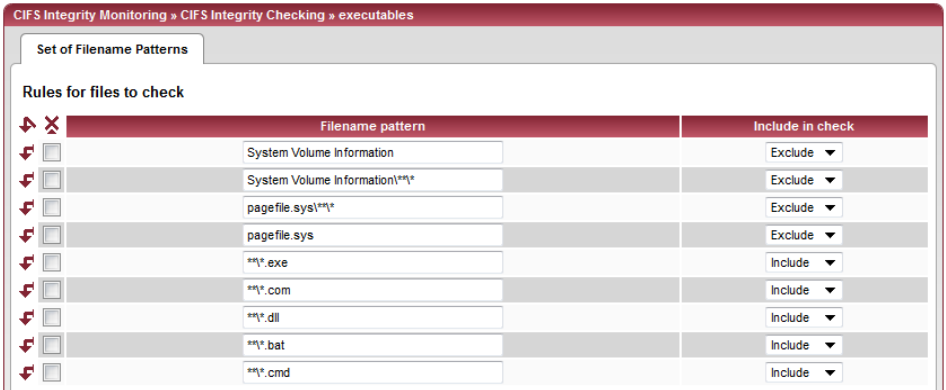 CIFS Integrity Monitoring » CIFS Integrity Checking » executables
Set of Filename Patterns
Rules for files to check
Filename pattern Include in check
System Volume Information Exclude
System Volume Information\**\* Exclude
pagefile.sys\**\* Exclude
pagefile.sys Exclude
**\*.exe Include
**\*.com Include
**\*.dll Include
**\*.bat Include
**\*.cmd Include